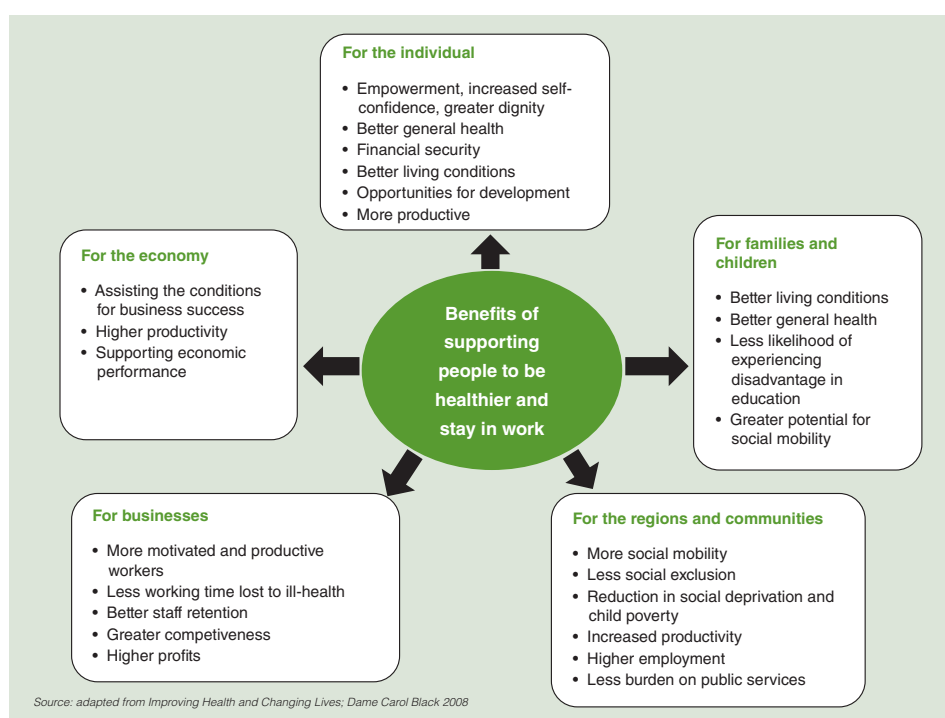 For the individual
• Empowerment, increased self-
confidence, greater dignity
• Better general health
• Financial security
• Better living conditions
• Opportunities for development
• More productive
For the economy
• Assisting the conditions
for business success
• Higher productivity
• Supporting economic
performance
Benefits of
supporting
people to be
healthier and
stay in work
For families and
children
• Better living conditions
• Better general health
• Less likelihood of
experiencing
disadvantage in
education
• Greater potential for
social mobility
For businesses
• More motivated and productive
workers
• Less working time lost to ill-health
• Better staff retention
• Greater competiveness
• Higher profits
For the regions and communities
• More social mobility
• Less social exclusion
• Reduction in social deprivation and
child poverty
• Increased productivity
• Higher employment
• Less burden on public services
Source: adapted from Improving Health and Changing Lives; Dame Carol Black 2008